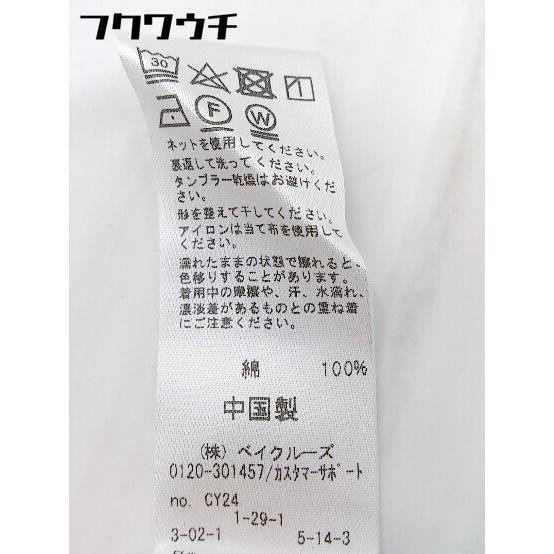 フクワウチ
30
F W
ネットを使用してください。
裏返して洗ってください。
タンブラー乾燥はお避けくだ
さい。
形を整えて干してください。
アイロンは当て布を使用して
ください。
濡れたままの状態で擦れると、
色移りすることがあります。
着用中の摩擦や、汗、水濡れ、
濃淡差があるものとの重ね着
にご注意ください。
綿 100%
中国製
(株) ベイクルーズ
0120-301457/カスタマーサポート
no. CY24
1-29-1
3-02-1 5-14-3